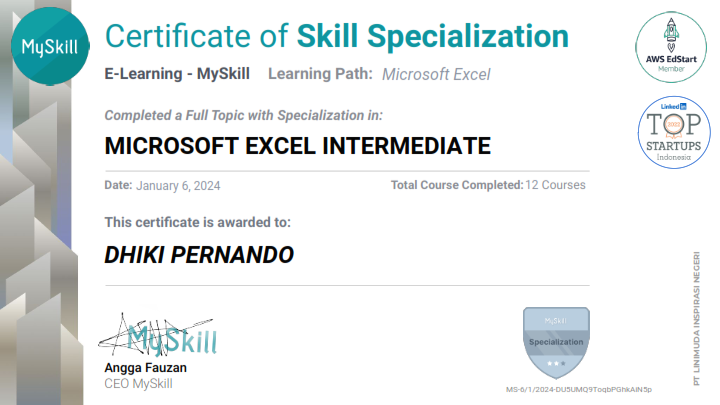 MySkill
Certificate of Skill Specialization
E-Learning - MySkill Learning Path: Microsoft Excel
Completed a Full Topic with Specialization in:
MICROSOFT EXCEL INTERMEDIATE
Date: January 6, 2024 Total Course Completed: 12 Courses
This certificate is awarded to:
DHIKI PERNANDO
MySkill
Angga Fauzan
CEO MySkill
AWS EdStart
Member
LinkedIn
TOP
STARTUPS
Indonesia
MySkill
Specialization
MS-6/1/2024-DU5UMQ9ToqbPGhkAIN5p
PT LINIMUDA INSPIRASI NEGERI